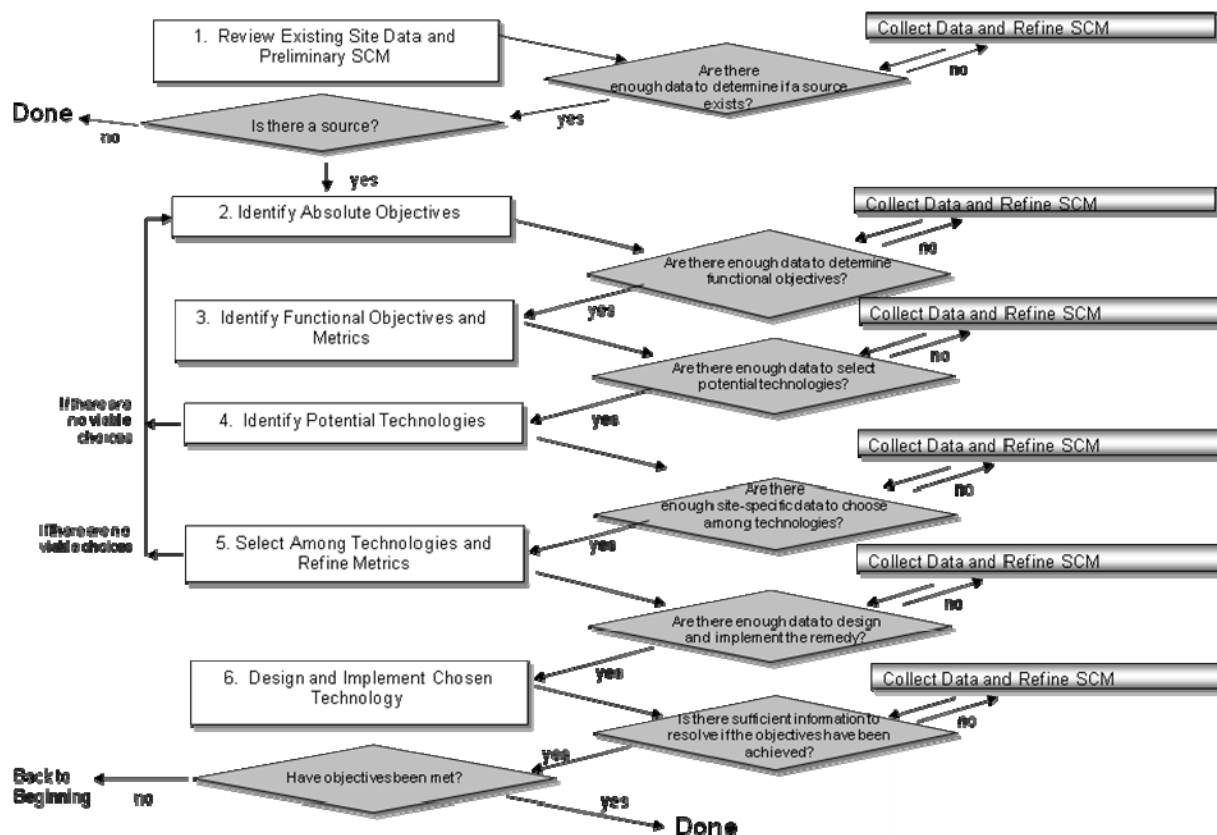 1. Review Existing Site Data and
Preliminary SCM
Collect Data and Refine SCM
no
Are there
enough data to determine if a source
exists?
yes
Is there a source?
no
Done
yes
2. Identify Absolute Objectives
Collect Data and Refine SCM
no
Are there enough data to determine
functional objectives?
yes
3. Identify Functional Objectives and
Metrics
Collect Data and Refine SCM
no
Are there enough data to select
potential technologies?
yes
If there are
no viable
choices
4. Identify Potential Technologies
Collect Data and Refine SCM
no
Are there
enough site-specific data to choose
among technologies?
yes
If there are no
viable choices
5. Select Among Technologies and
Refine Metrics
Collect Data and Refine SCM
no
Are there enough data to design
and implement the remedy?
yes
6. Design and Implement Chosen
Technology
Collect Data and Refine SCM
no
Is there sufficient information to
resolve if the objectives have been
achieved?
yes
Have objectives been met?
no
Back to
Beginning
yes
Done